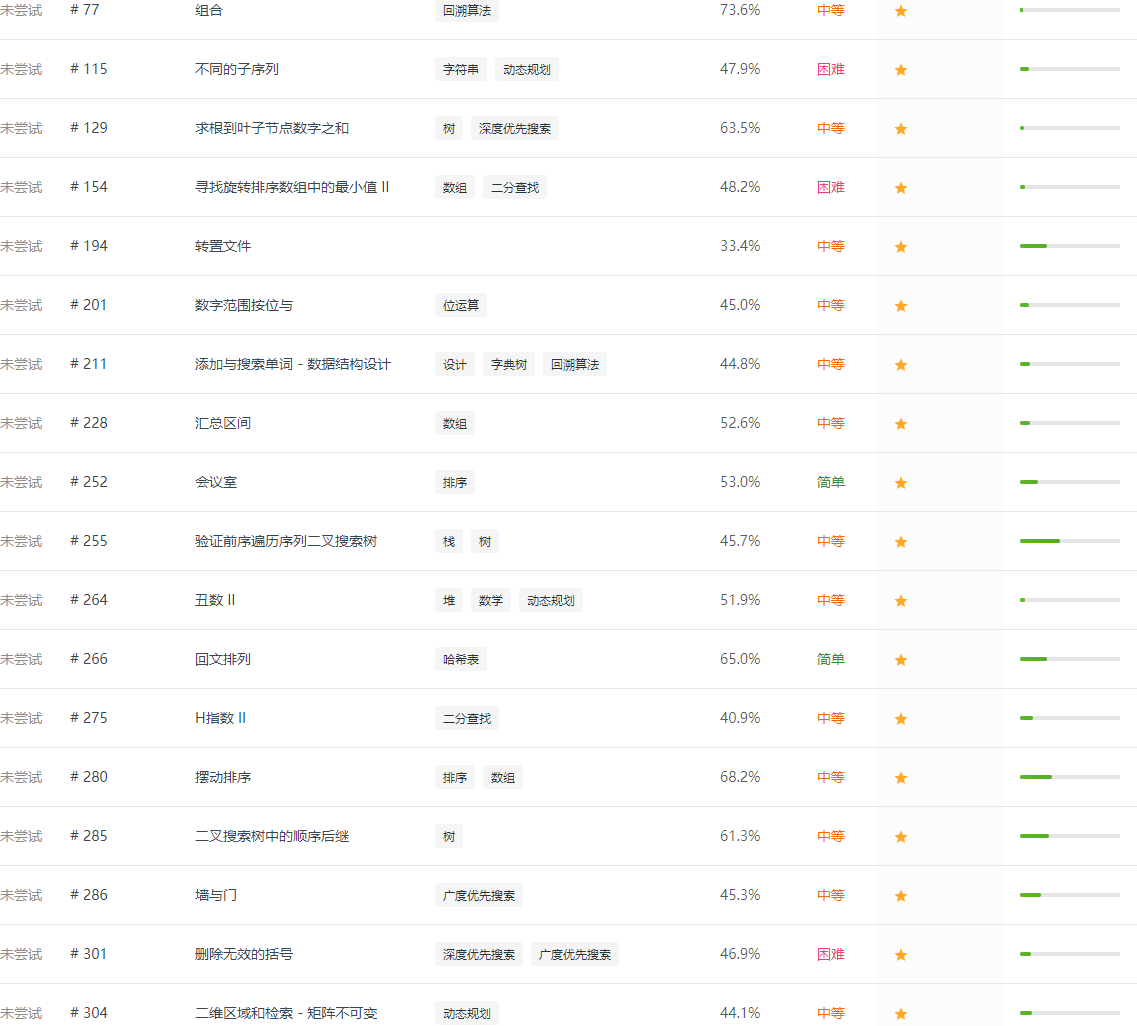 未尝试 # 77 组合 回溯算法 73.6% 中等
未尝试 # 115 不同的子序列 字符串 动态规划 47.9% 困难
未尝试 # 129 求根到叶子节点数字之和 树 深度优先搜索 63.5% 中等
未尝试 # 154 寻找旋转排序数组中的最小值 II 数组 二分查找 48.2% 困难
未尝试 # 194 转置文件 33.4% 中等
未尝试 # 201 数字范围按位与 位运算 45.0% 中等
未尝试 # 211 添加与搜索单词 - 数据结构设计 设计 字典树 回溯算法 44.8% 中等
未尝试 # 228 汇总区间 数组 52.6% 中等
未尝试 # 252 会议室 排序 53.0% 简单
未尝试 # 255 验证前序遍历序列二叉搜索树 栈 树 45.7% 中等
未尝试 # 264 丑数 II 堆 数学 动态规划 51.9% 中等
未尝试 # 266 回文排列 哈希表 65.0% 简单
未尝试 # 275 H指数 II 二分查找 40.9% 中等
未尝试 # 280 摆动排序 排序 数组 68.2% 中等
未尝试 # 285 二叉搜索树中的顺序后继 树 61.3% 中等
未尝试 # 286 墙与门 广度优先搜索 45.3% 中等
未尝试 # 301 删除无效的括号 深度优先搜索 广度优先搜索 46.9% 困难
未尝试 # 304 二维区域和检索 - 矩阵不可变 动态规划 44.1% 中等